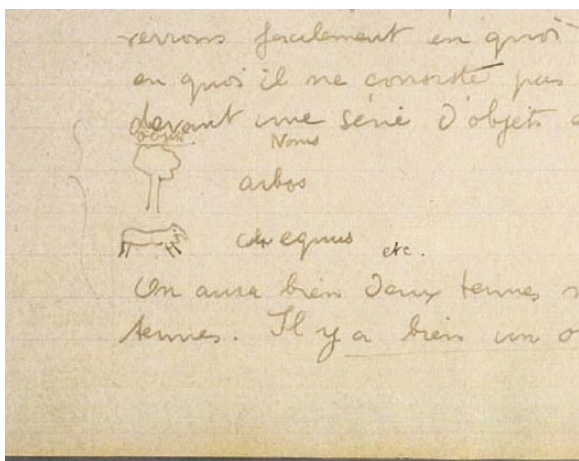 verrons facilement en quoi
en quoi il ne consiste pas
devant une série d'objets
objets
Noms
arbos
equus etc.
On aura bien deux termes
termes. Il y a bien un o